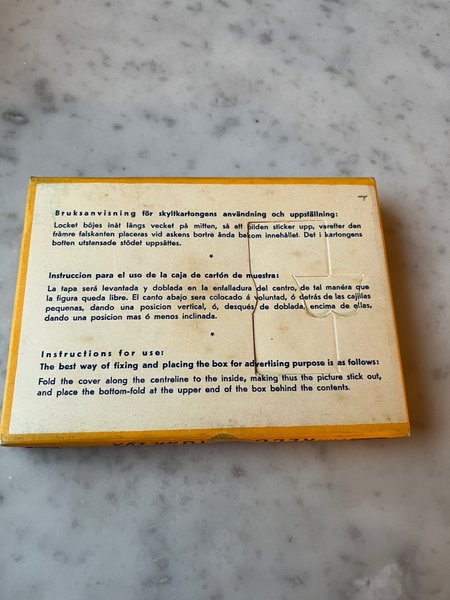 Bruksanvisning för skyltkartongens användning och uppställning:
Locket böjes inåt längs vecket på mitten, så att bilden sticker upp, varefter den
främre falskanten placeras vid askens bortre ända bakom innehållet. Det i kartongens
botten utstansade stödet uppsättes.
*
Instruccion para el uso de la caja de cartón de muestra:
La tapa será levantada y doblada en la enfalladura del centro, de tal manéra que
la figura queda libre. El canto abajo sera colocado á voluntad, ó detrás de las cajillas
pequenas, dando una posicion vertical, ó, después de doblada, encima de ellas,
dando una posicion mas ó menos inclinada.
*
Instructions for use:
The best way of fixing and placing the box for advertising purpose is as follows:
Fold the cover along the centreline to the inside, making thus the picture stick out,
and place the bottom-fold at the upper end of the box behind the contents.